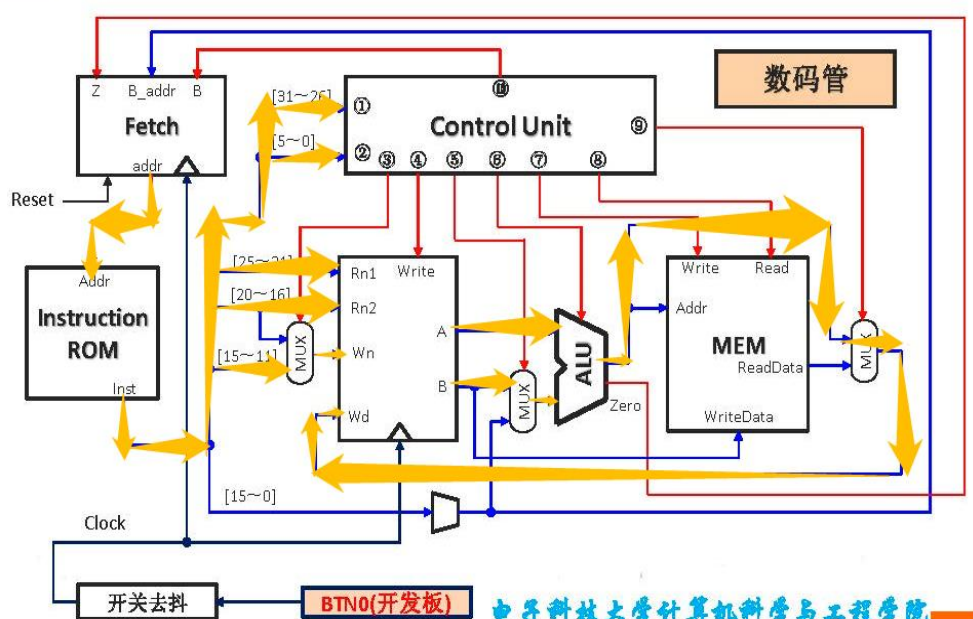 数码管
Z
B_addr
B
Fetch
addr
Reset
[31～26]
[5～0]
①
②
Control Unit
⑨
③
④
⑤
⑥
⑦
⑧
Addr
Instruction
ROM
Inst
[20～16]
[15～11]
[15～0]
MUX
Rn1
Write
Rn2
Wn
Wd
A
B
MUX
ALU
Zero
Write
Read
Addr
MEM
ReadData
WriteData
MUX
Clock
开关去抖
BTN0(开发板)
电子科技大学计算机科学与工程学院